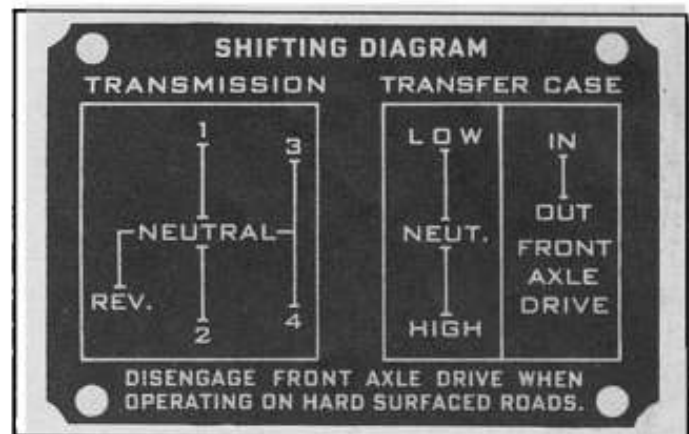 SHIFTING DIAGRAM
TRANSMISSION
1
3
NEUTRAL
REV.
2
4
TRANSFER CASE
LOW
NEUT.
HIGH
IN
OUT
FRONT
AXLE
DRIVE
DISENGAGE FRONT AXLE DRIVE WHEN
OPERATING ON HARD SURFACED ROADS.